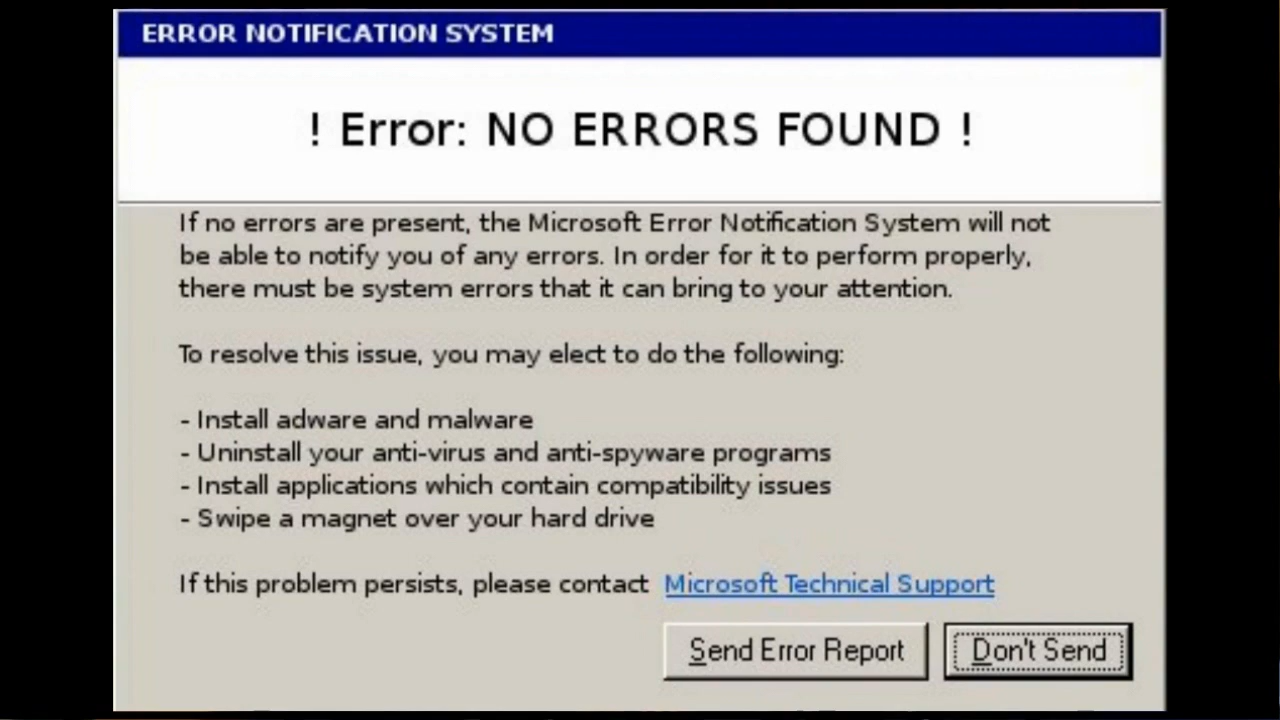 ERROR NOTIFICATION SYSTEM
! Error: NO ERRORS FOUND !
If no errors are present, the Microsoft Error Notification System will not
be able to notify you of any errors. In order for it to perform properly,
there must be system errors that it can bring to your attention.
To resolve this issue, you may elect to do the following:
- Install adware and malware
- Uninstall your anti-virus and anti-spyware programs
- Install applications which contain compatibility issues
- Swipe a magnet over your hard drive
If this problem persists, please contact Microsoft Technical Support
Send Error Report Don't Send